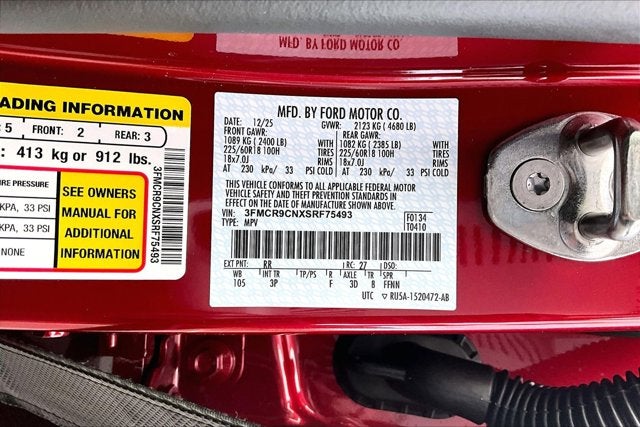 MFD. BY FORD MOTOR CO.
ADING INFORMATION
: 5 FRONT: 2 REAR: 3
: 413 kg or 912 lbs.
RE PRESSURE
KPA, 33 PSI
KPA, 33 PSI
NONE
SEE OWNERS
MANUAL FOR
ADDITIONAL
INFORMATION
3FMCR9CNXSRF75493
MFD. BY FORD MOTOR CO.
DATE: 12/25 GVWR: 2123 KG ( 4680 LB)
FRONT GAWR: REAR GAWR:
1089 KG ( 2400 LB) 1082 KG ( 2385 LB)
225/60R18 100H TIRES 225/60R18 100H TIRES
18x7.0J RIMS 18x7.0J RIMS
AT 230 kPa/ 33 PSI COLD AT 230 kPa/ 33 PSI COLD
THIS VEHICLE CONFORMS TO ALL APPLICABLE FEDERAL MOTOR
VEHICLE SAFETY AND THEFT PREVENTION STANDARDS IN EFFECT
ON THE DATE OF MANUFACTURE SHOWN ABOVE.
VIN: 3FMCR9CNXSRF75493 F0134
TYPE: MPV T0410
EXT PNT: RR RC: 27 DSO:
WB INT TR TP/PS R AXLE TR SPR
105 3P F 3D 8 FFNN
UTC ▽ RU5A-1520472-AB